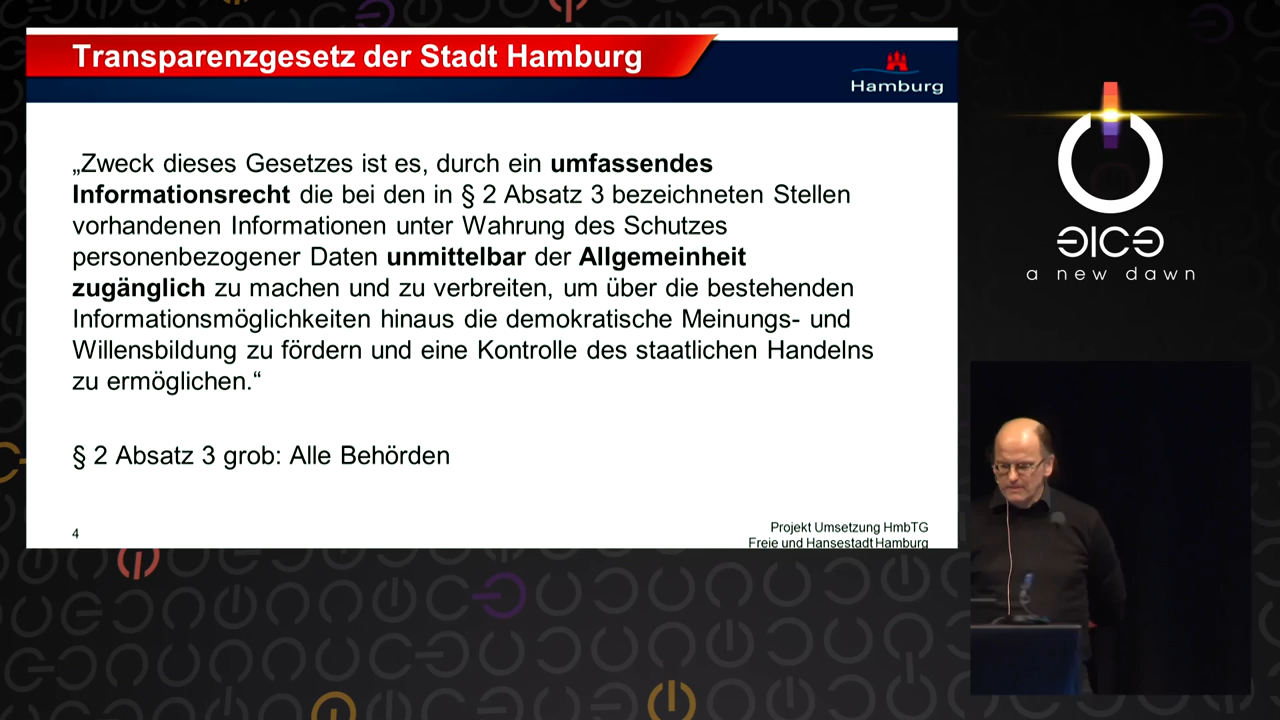 Transparenzgesetz der Stadt Hamburg
Hamburg
„Zweck dieses Gesetzes ist es, durch ein umfassendes
Informationsrecht die bei den in § 2 Absatz 3 bezeichneten Stellen
vorhandenen Informationen unter Wahrung des Schutzes
personenbezogener Daten unmittelbar der Allgemeinheit
zugänglich zu machen und zu verbreiten, um über die bestehenden
Informationsmöglichkeiten hinaus die demokratische Meinungs- und
Willensbildung zu fördern und eine Kontrolle des staatlichen Handelns
zu ermöglichen.“
§ 2 Absatz 3 grob: Alle Behörden
4
Projekt Umsetzung HmbTG
Freie und Hansestadt Hamburg
a new dawn